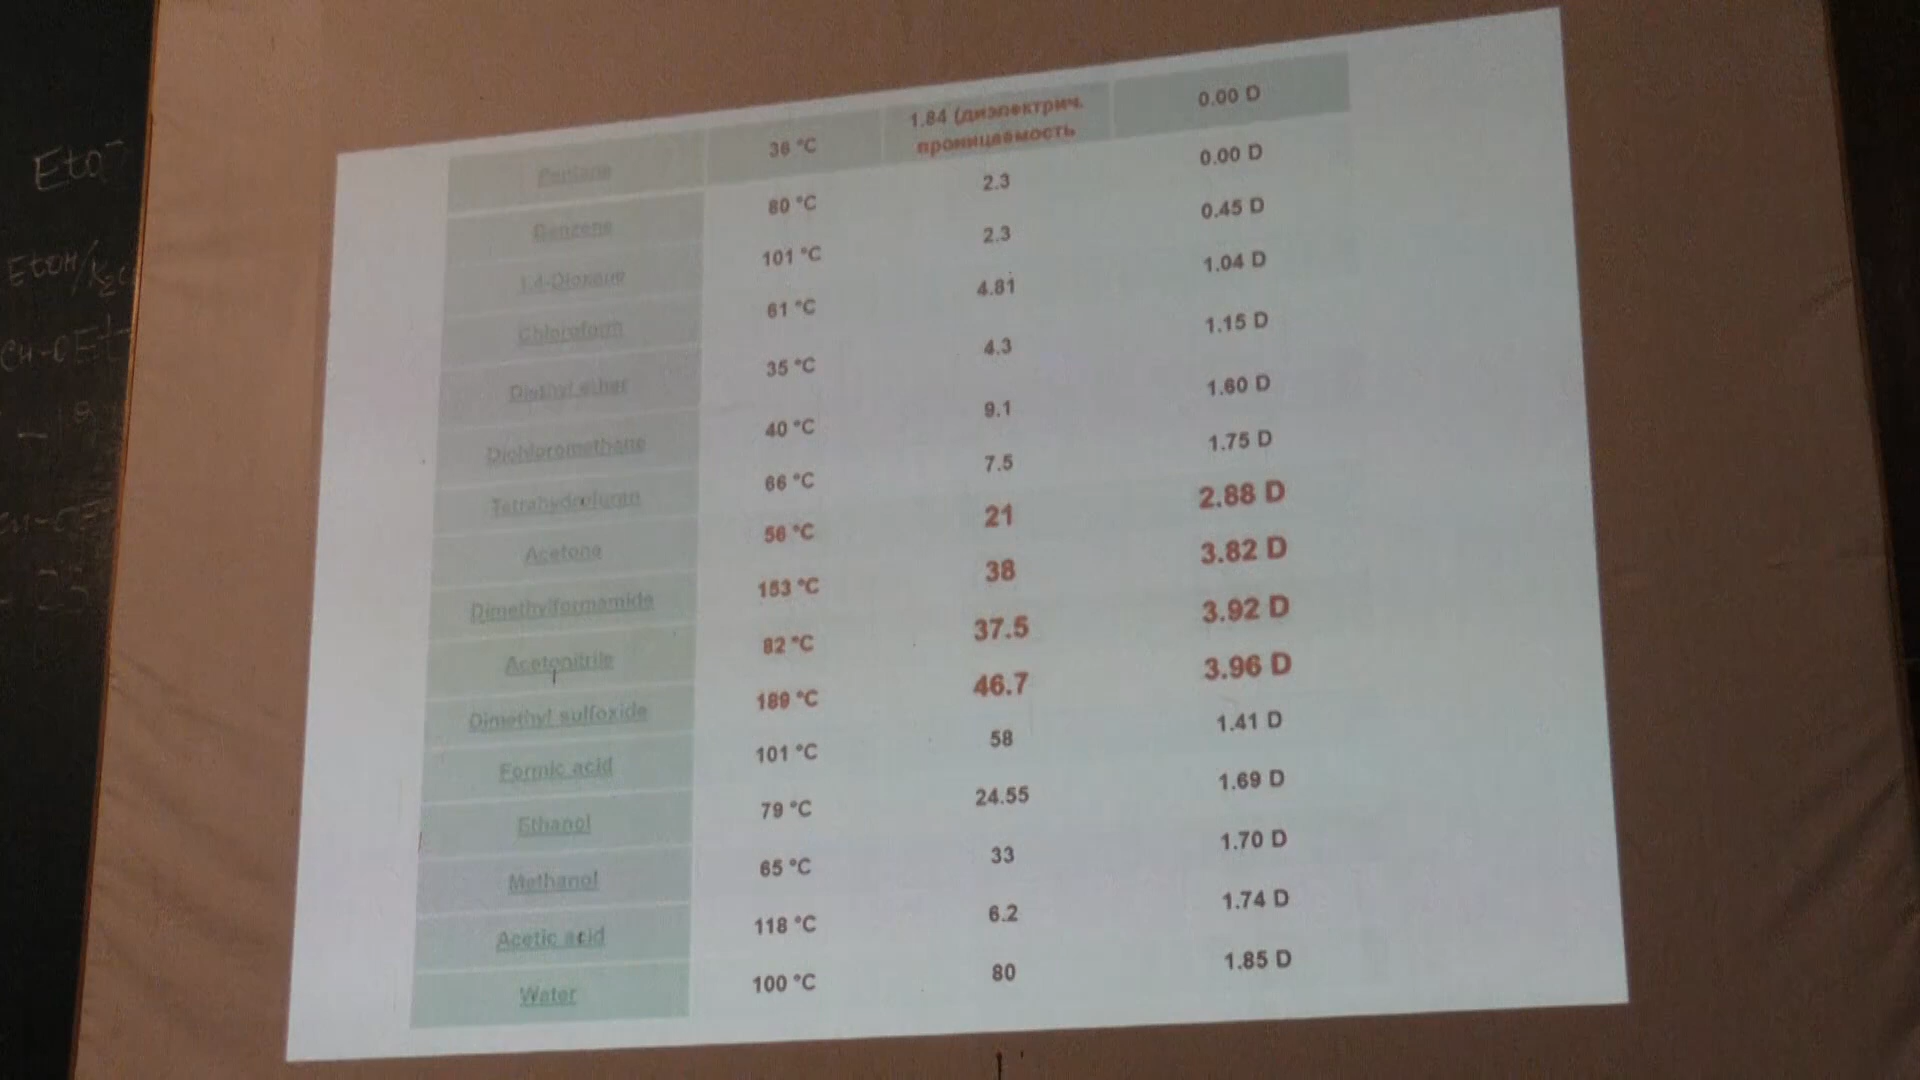 Pentane 36 °C 1.84 (диэлектрич. 0.00 D
проницаемость
Benzene 80 °C 2.3 0.00 D
1,4-Dioxane 101 °C 2.3 0.45 D
Chloroform 61 °C 4.81 1.04 D
Diethyl ether 35 °C 4.3 1.15 D
Dichloromethane 40 °C 9.1 1.60 D
Tetrahydrofuran 66 °C 7.5 1.75 D
Acetone 56 °C 21 2.88 D
Dimethylformamide 153 °C 38 3.82 D
Acetonitrile 82 °C 37.5 3.92 D
Dimethyl sulfoxide 189 °C 46.7 3.96 D
Formic acid 101 °C 58 1.41 D
Ethanol 79 °C 24.55 1.69 D
Methanol 65 °C 33 1.70 D
Acetic acid 118 °C 6.2 1.74 D
Water 100 °C 80 1.85 D
EtO⁻